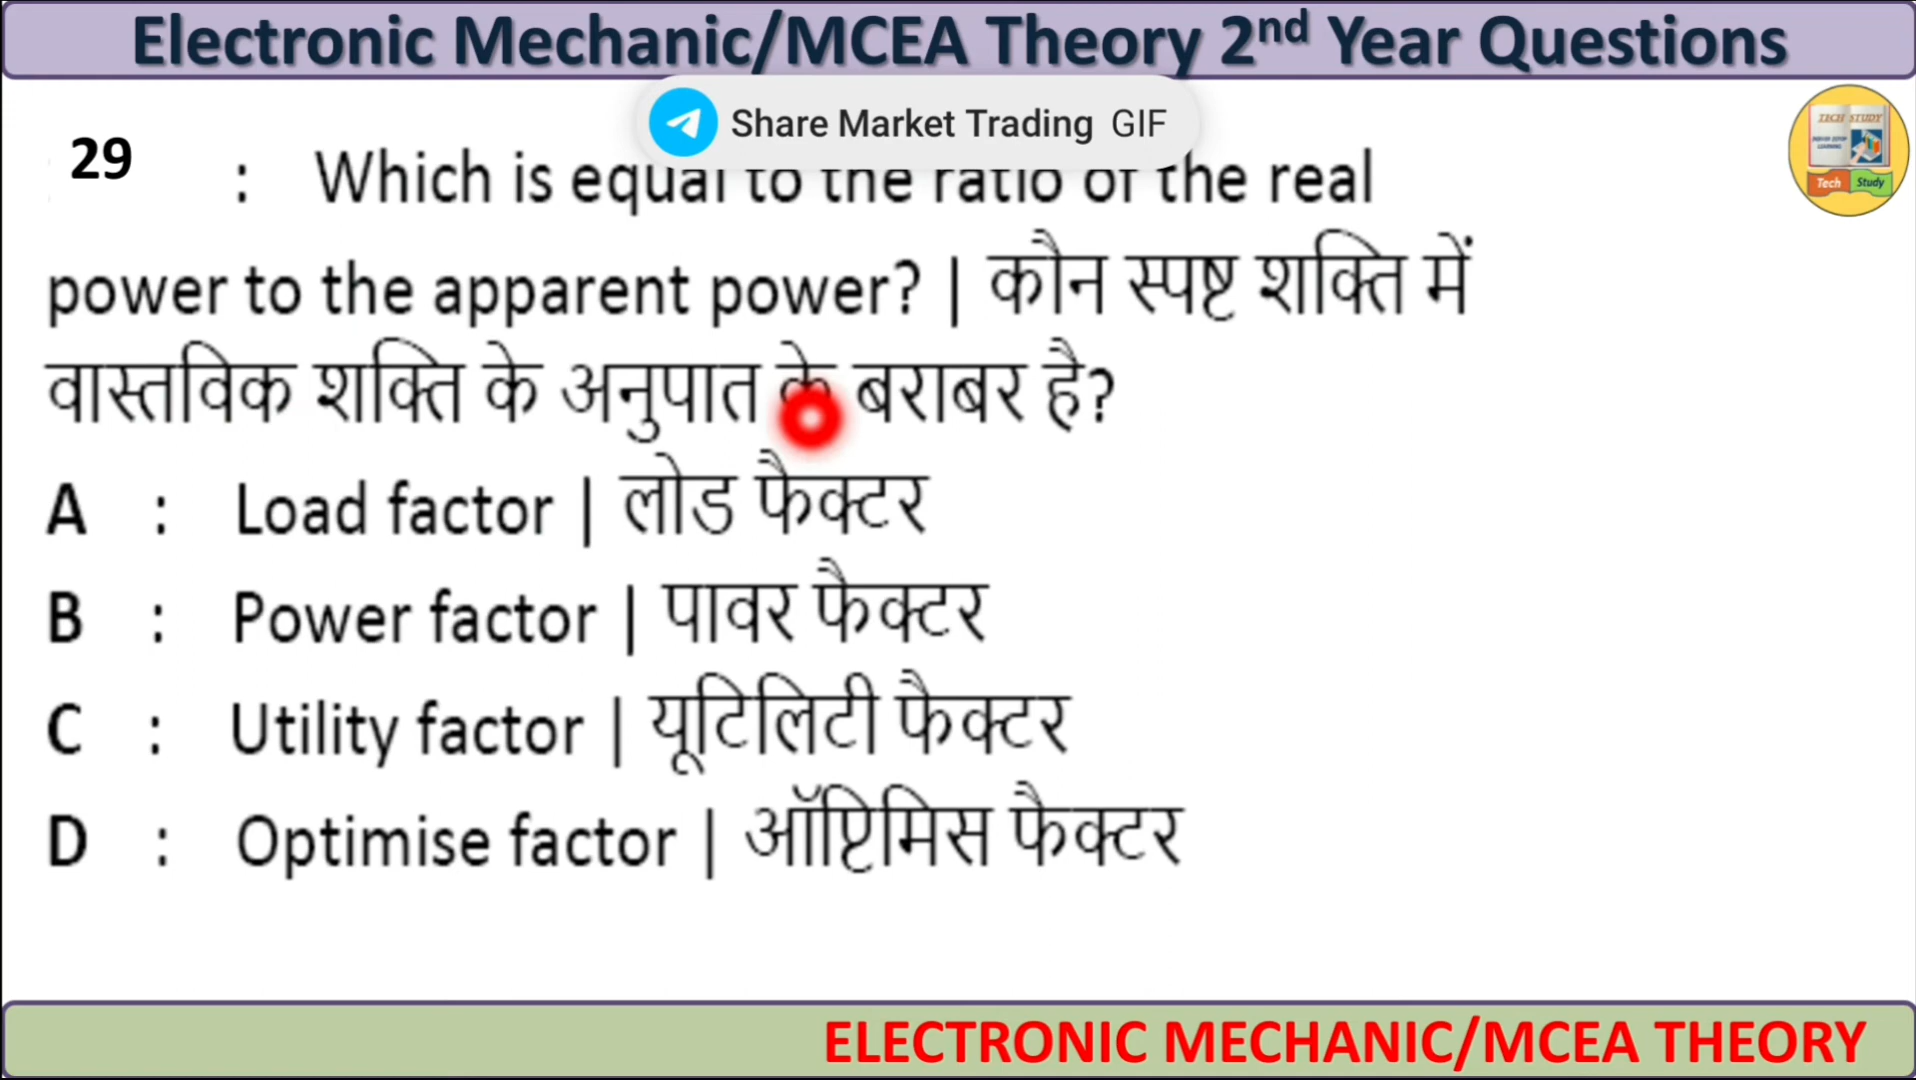 Electronic Mechanic/MCEA Theory 2nd Year Questions
Share Market Trading GIF
TECH STUDY
Tech Study
29 : Which is equal to the ratio of the real
power to the apparent power? | कौन स्पष्ट शक्ति में
वास्तविक शक्ति के अनुपात के बराबर है?
A : Load factor | लोड फैक्टर
B : Power factor | पावर फैक्टर
C : Utility factor | यूटिलिटी फैक्टर
D : Optimise factor | ऑप्टिमिस फैक्टर
ELECTRONIC MECHANIC/MCEA THEORY